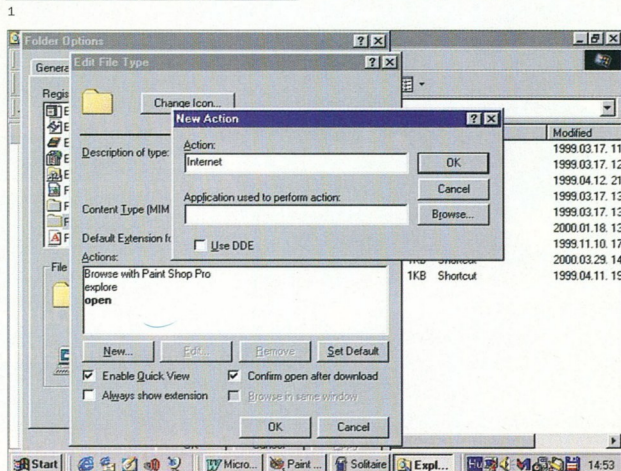 1
Folder Options
Edit File Type
Genera
Regis
Change Icon...
New Action
Action:
Internet
OK
Cancel
Application used to perform action:
Browse...
Use DDE
Description of type:
Content Type (MIM
Default Extension fo
Actions:
Browse with Paint Shop Pro
explore
open
File
New...
Edit...
Remove
Set Default
Enable Quick View
Confirm open after download
Always show extension
Browse in same window
OK
Cancel
Modified
1999.03.17. 11
1999.03.17. 12
1999.04.12. 21
1999.03.17. 13
1999.03.17. 13
2000.01.18. 13
1999.11.10. 17
1KB Shortcut 2000.03.29. 14
1KB Shortcut 1999.04.11. 19
Start
Micro...
Paint ...
Solitaire
Expl...
14:53